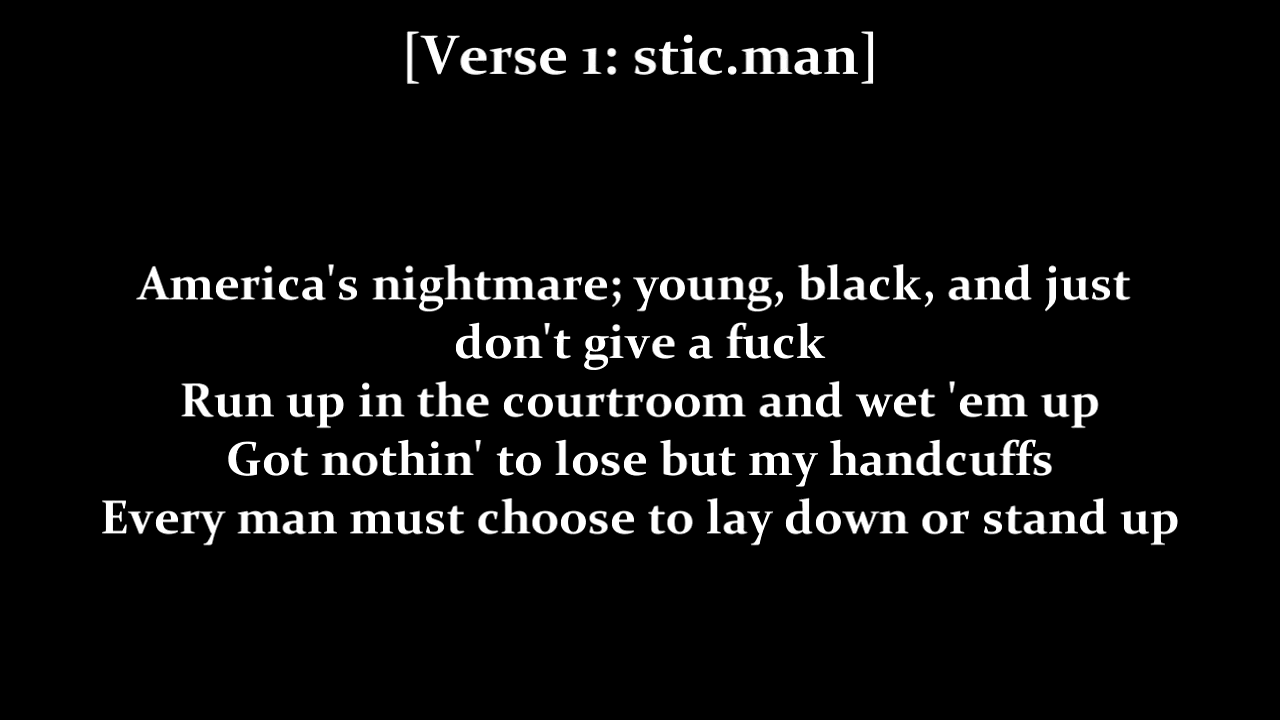 [Verse 1: stic.man]
America's nightmare; young, black, and just
don't give a fuck
Run up in the courtroom and wet 'em up
Got nothin' to lose but my handcuffs
Every man must choose to lay down or stand up